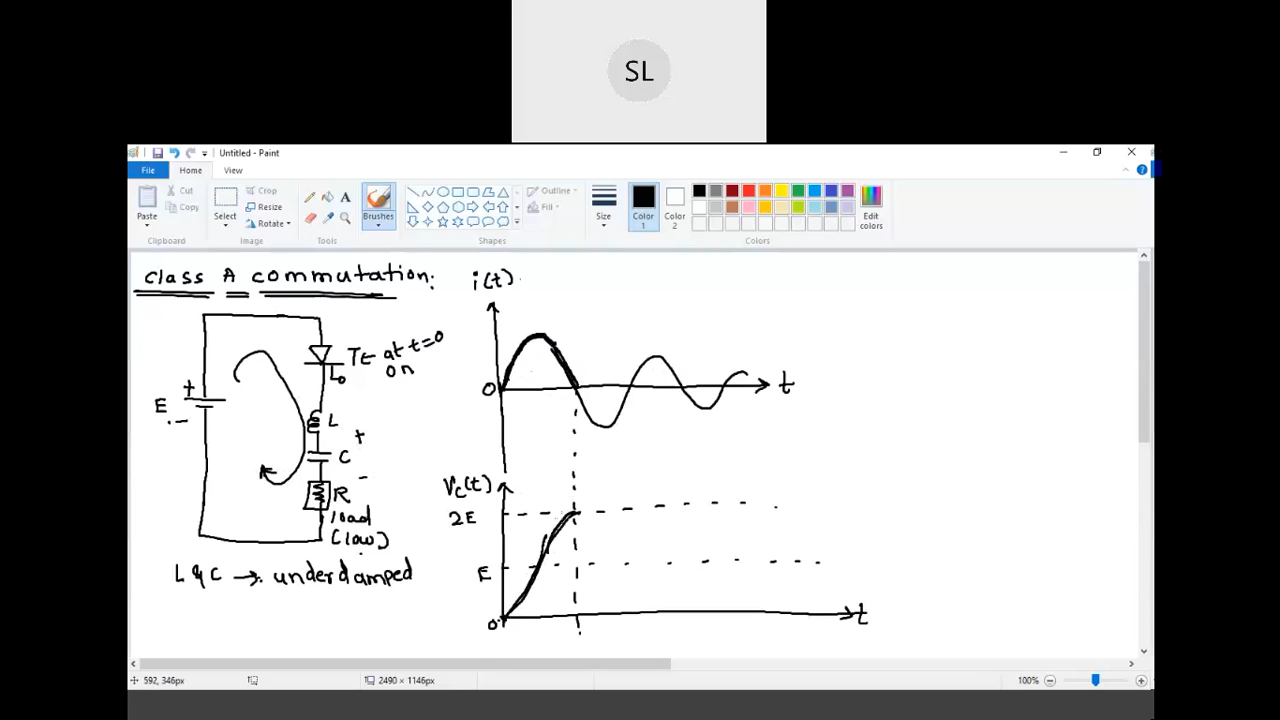 SL
Untitled - Paint
File Home View
Paste
Cut
Copy
Clipboard
Select
Crop
Resize
Rotate
Image
Tools
Brushes
Shapes
Outline
Fill
Size
Color 1
Color 2
Edit colors
Colors
class A commutation:
i(t)
T← at t=0
on
+
E
-
L
+
C
-
R
load
(low)
L & C → underdamped
0
t
Vc(t)
2E
E
0
t
592, 346px
2490 × 1146px
100%